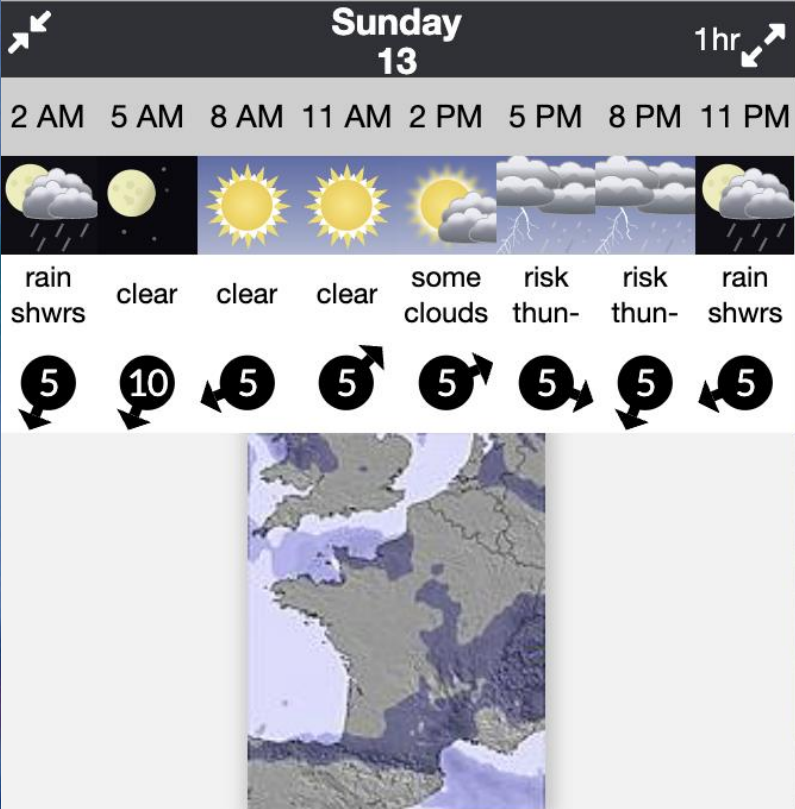 Sunday
13
1hr
2 AM 5 AM 8 AM 11 AM 2 PM 5 PM 8 PM 11 PM
rain shwrs
clear
clear
clear
some clouds
risk thun-
risk thun-
rain shwrs
5 10 5 5 5 5 5 5